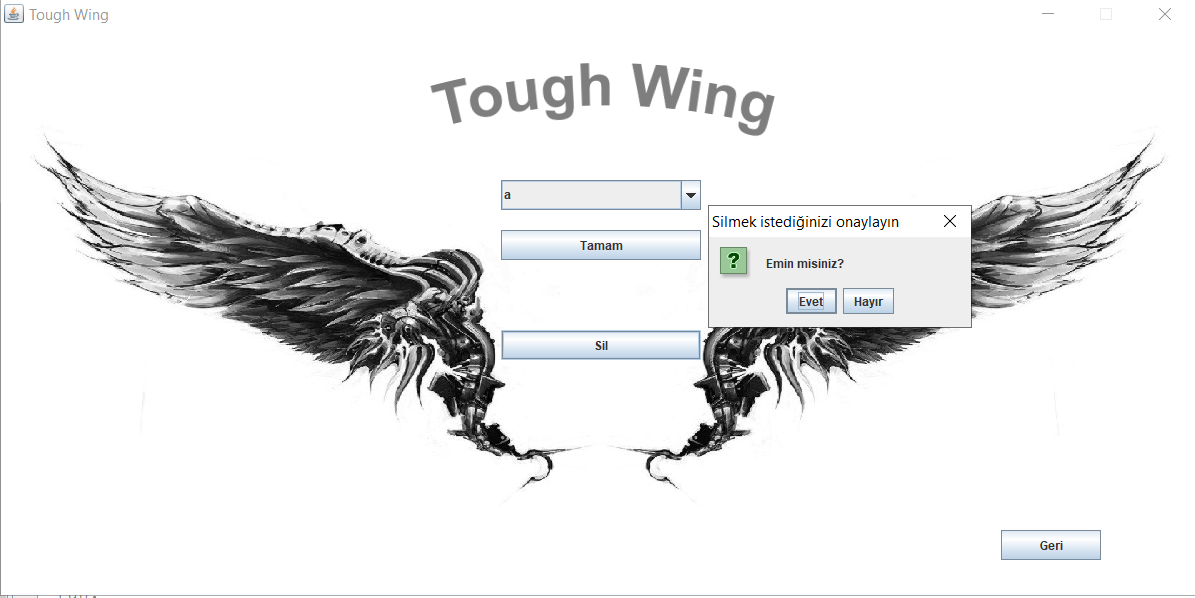 Tough Wing
Tough Wing
a
Tamam
Sil
Silmek istediğinizi onaylayın
?
Emin misiniz?
Evet Hayır
Geri